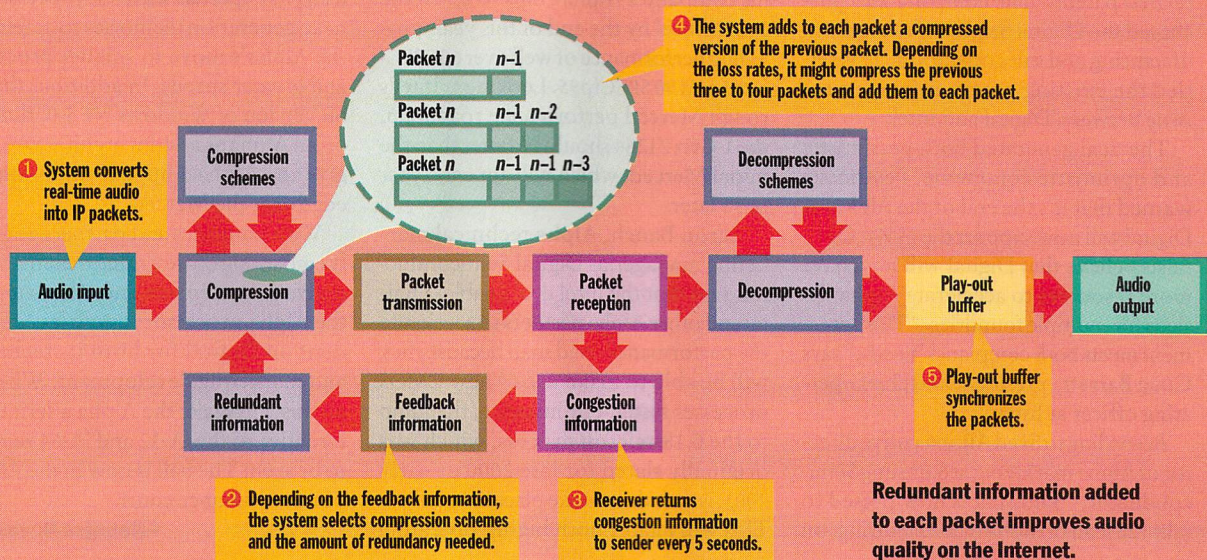 Packet n n–1
Packet n n–1 n–2
Packet n n–1 n–1 n–3
❹ The system adds to each packet a compressed
version of the previous packet. Depending on
the loss rates, it might compress the previous
three to four packets and add them to each packet.
❶ System converts
real-time audio
into IP packets.
Compression
schemes
Decompression
schemes
Audio input
Compression
Packet
transmission
Packet
reception
Decompression
Play-out
buffer
Audio
output
Redundant
information
Feedback
information
Congestion
information
❺ Play-out buffer
synchronizes
the packets.
❷ Depending on the feedback information,
the system selects compression schemes
and the amount of redundancy needed.
❸ Receiver returns
congestion information
to sender every 5 seconds.
Redundant information added
to each packet improves audio
quality on the Internet.